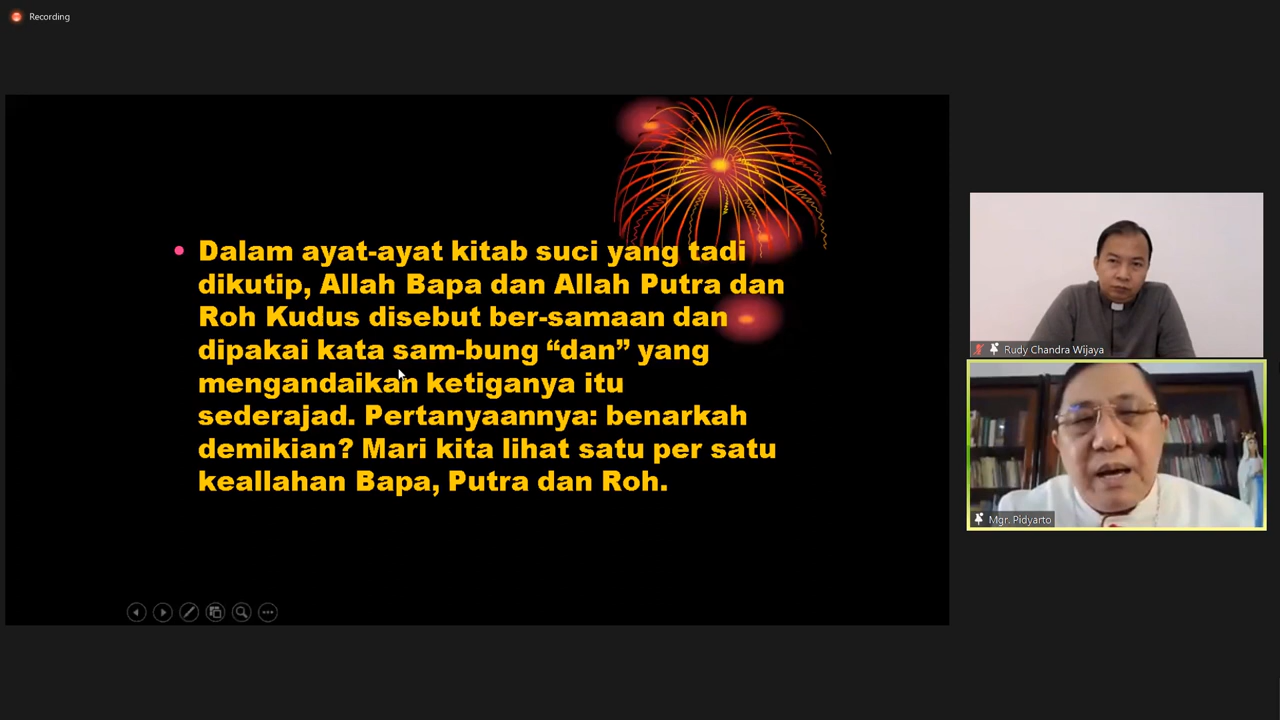 Recording
Dalam ayat-ayat kitab suci yang tadi
dikutip, Allah Bapa dan Allah Putra dan
Roh Kudus disebut ber-samaan dan
dipakai kata sam-bung “dan” yang
mengandaikan ketiganya itu
sederajad. Pertanyaannya: benarkah
demikian? Mari kita lihat satu per satu
keallahan Bapa, Putra dan Roh.
Rudy Chandra Wijaya
Mgr. Pidyarto